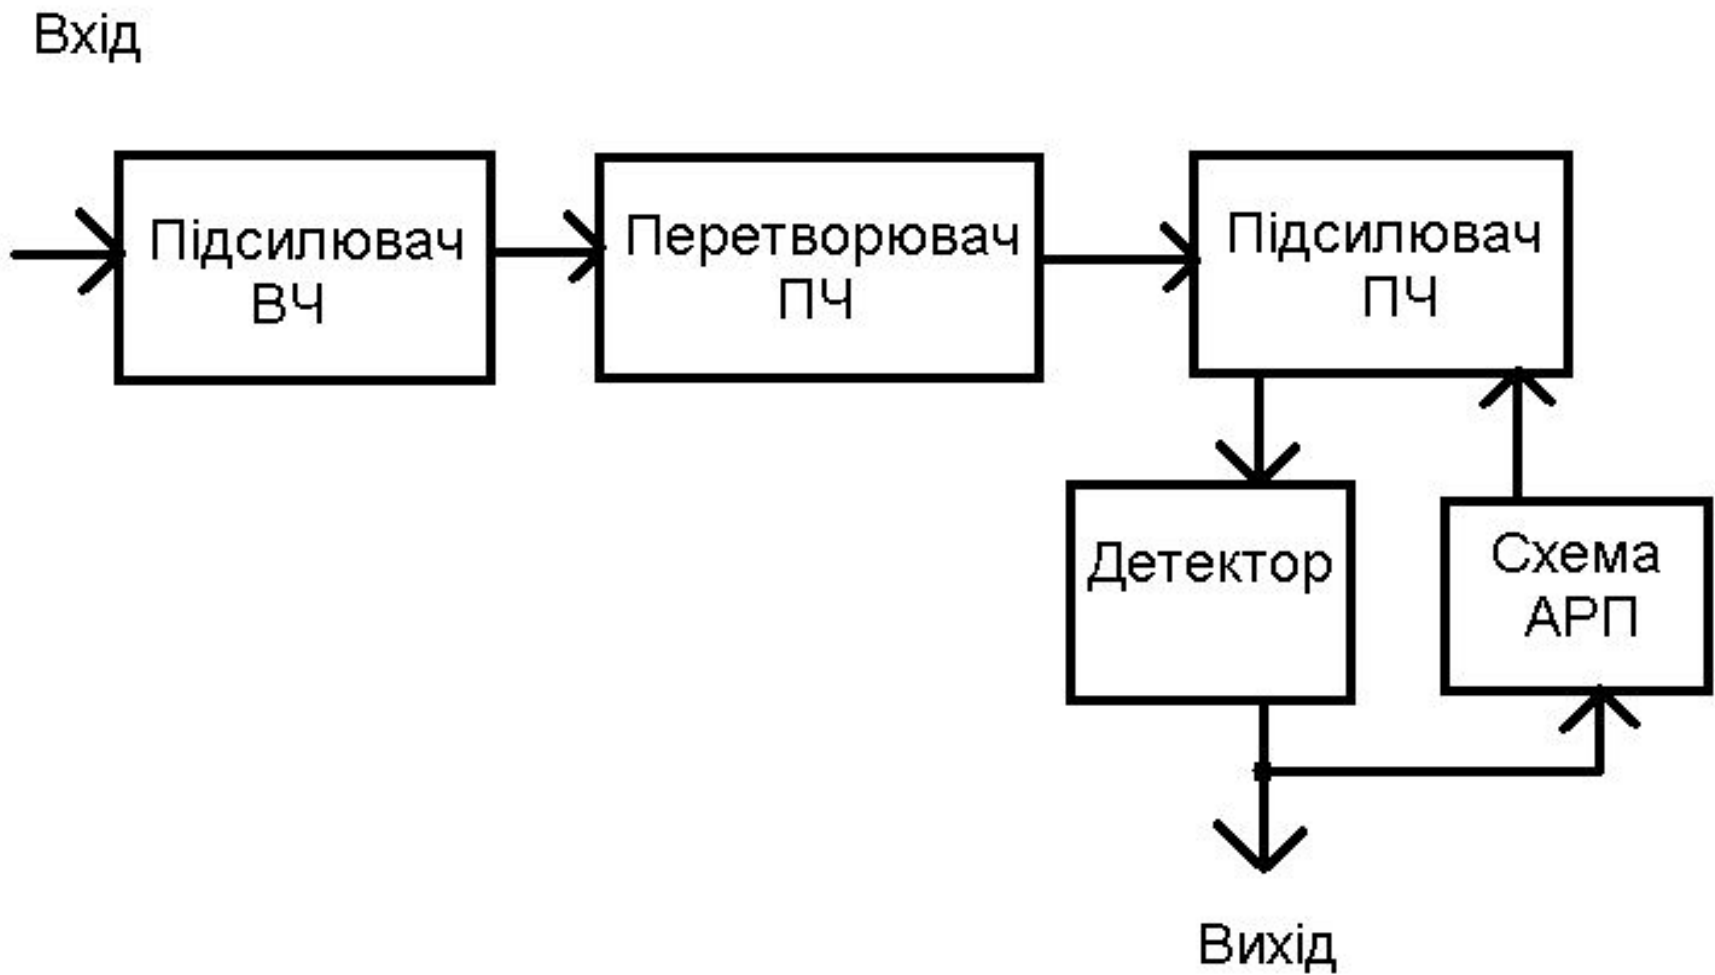 Вхід
Підсилювач
ВЧ
Перетворювач
ПЧ
Підсилювач
ПЧ
Детектор
Схема
АРП
Вихід